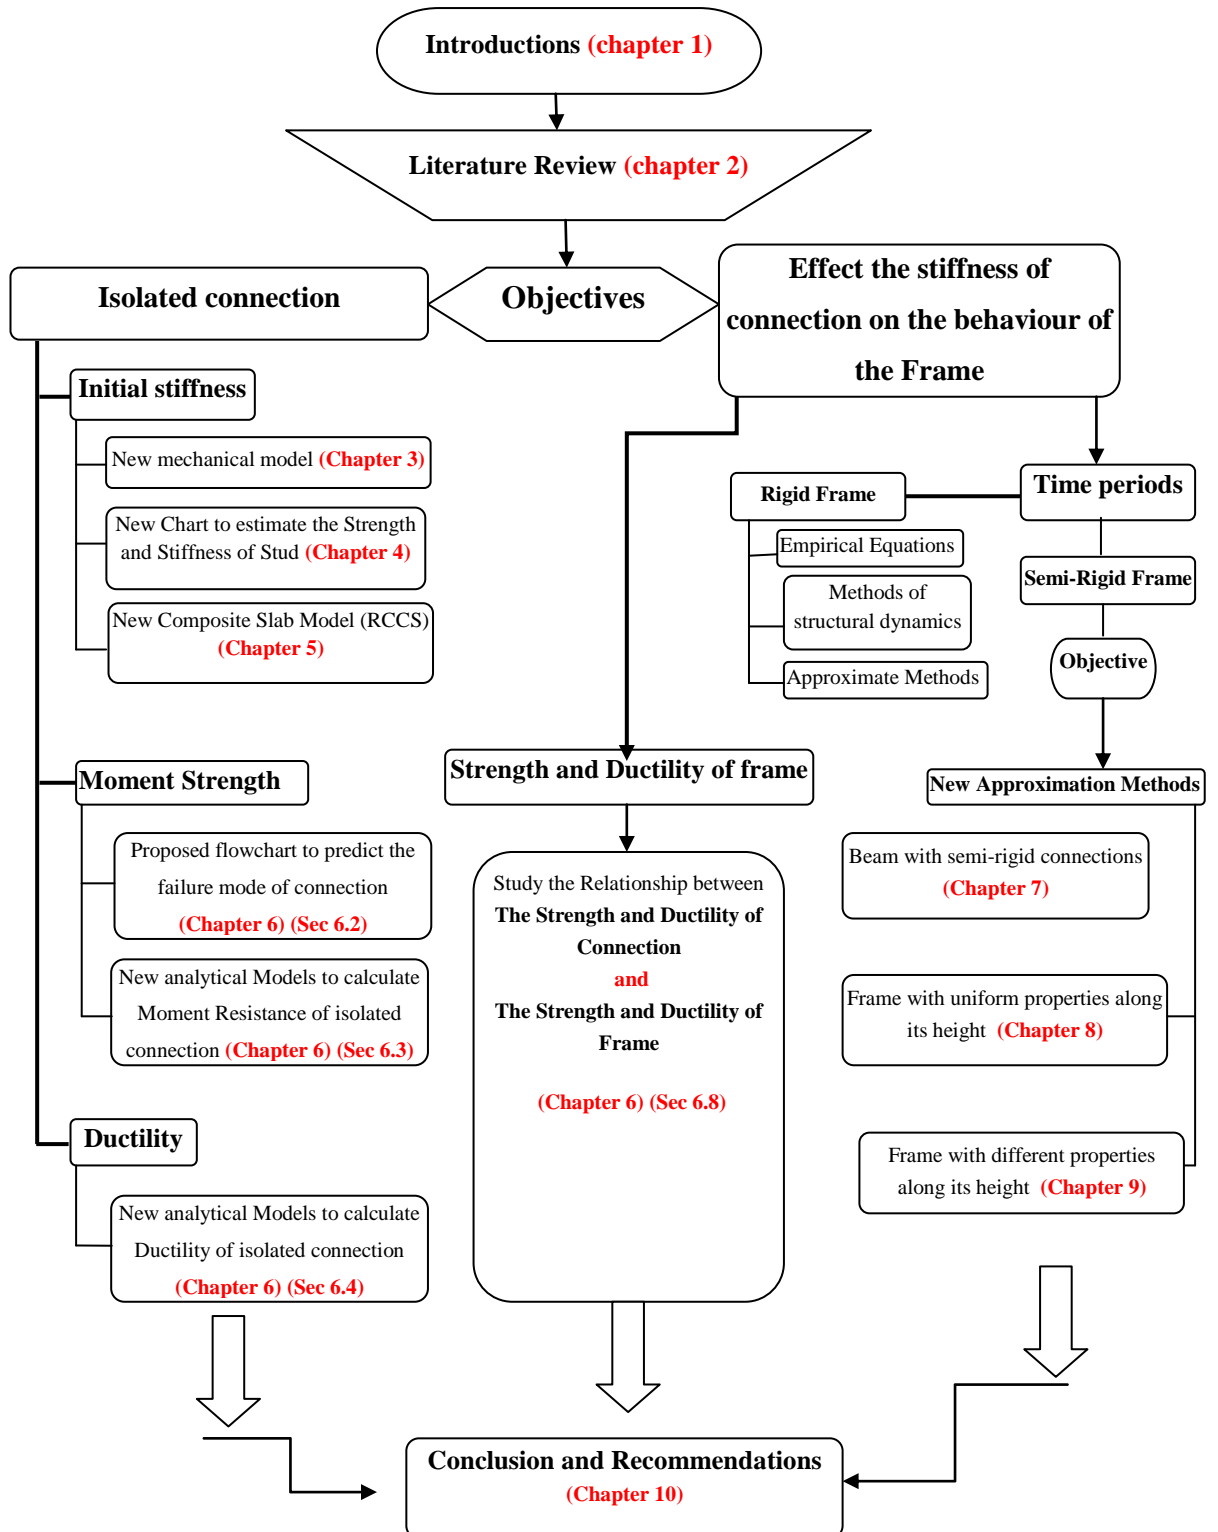 Introductions (chapter 1)
Literature Review (chapter 2)
Objectives
Isolated connection
Effect the stiffness of
connection on the behaviour of
the Frame
Initial stiffness
New mechanical model (Chapter 3)
New Chart to estimate the Strength
and Stiffness of Stud (Chapter 4)
New Composite Slab Model (RCCS)
(Chapter 5)
Moment Strength
Proposed flowchart to predict the
failure mode of connection
(Chapter 6) (Sec 6.2)
New analytical Models to calculate
Moment Resistance of isolated
connection (Chapter 6) (Sec 6.3)
Ductility
New analytical Models to calculate
Ductility of isolated connection
(Chapter 6) (Sec 6.4)
Strength and Ductility of frame
Study the Relationship between
The Strength and Ductility of
Connection
and
The Strength and Ductility of
Frame
(Chapter 6) (Sec 6.8)
Time periods
Rigid Frame
Empirical Equations
Methods of
structural dynamics
Approximate Methods
Semi-Rigid Frame
Objective
New Approximation Methods
Beam with semi-rigid connections
(Chapter 7)
Frame with uniform properties along
its height (Chapter 8)
Frame with different properties
along its height (Chapter 9)
Conclusion and Recommendations
(Chapter 10)